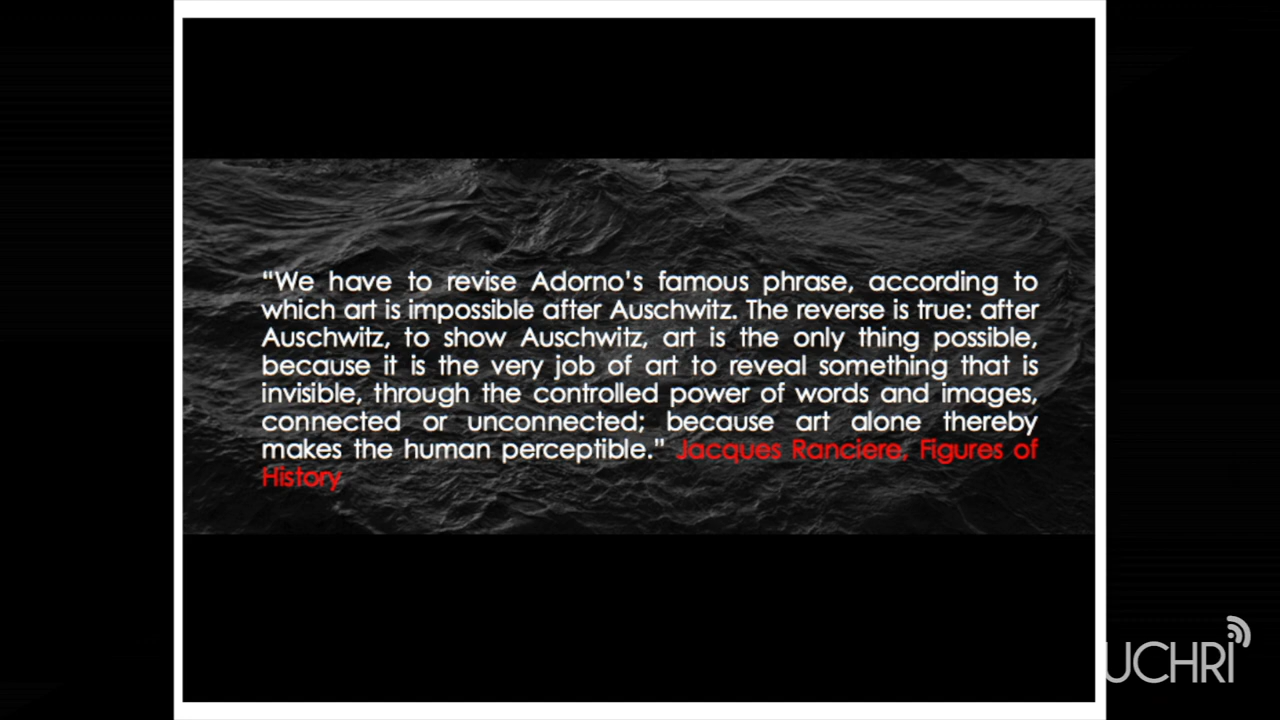 “We have to revise Adorno’s famous phrase, according to
which art is impossible after Auschwitz. The reverse is true: after
Auschwitz, to show Auschwitz, art is the only thing possible,
because it is the very job of art to reveal something that is
invisible, through the controlled power of words and images,
connected or unconnected; because art alone thereby
makes the human perceptible.” Jacques Ranciere, Figures of
History
UCHRI